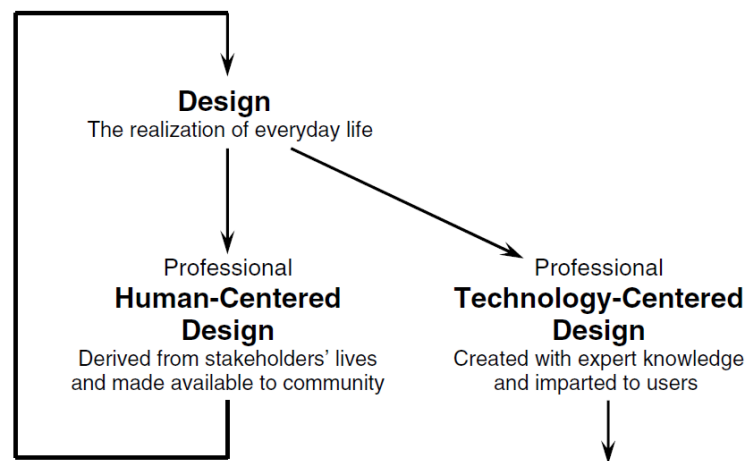 Design
The realization of everyday life
Professional
Human-Centered
Design
Derived from stakeholders’ lives
and made available to community
Professional
Technology-Centered
Design
Created with expert knowledge
and imparted to users